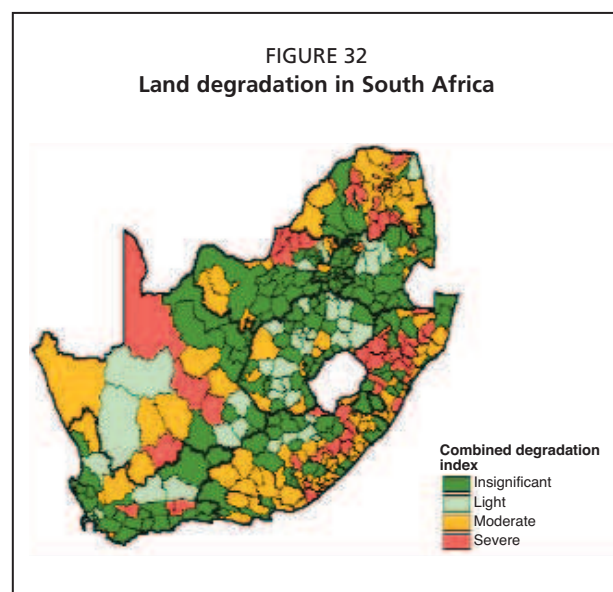 FIGURE 32
Land degradation in South Africa
Combined degradation
index
Insignificant
Light
Moderate
Severe